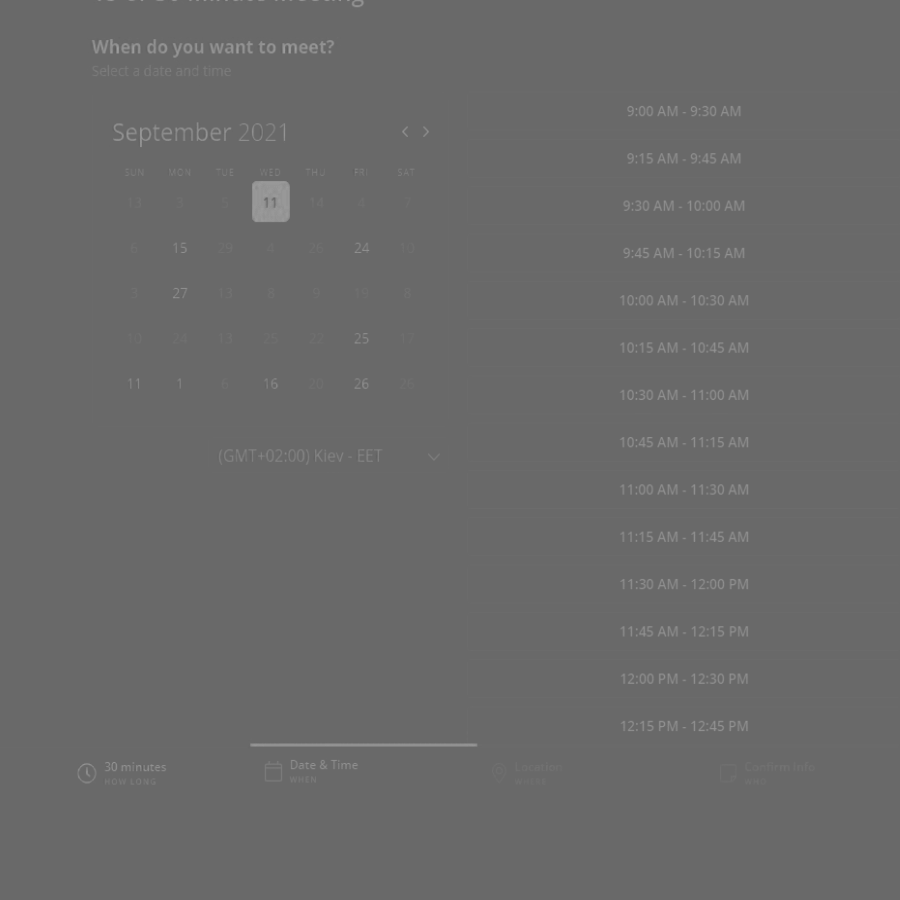 When do you want to meet?
Select a date and time
September 2021
SUN MON TUE WED THU FRI SAT
13 3 5 11 14 4 7
6 15 29 4 26 24 10
3 27 13 8 9 19 8
10 24 13 25 22 25 17
11 1 6 16 20 26 26
(GMT+02:00) Kiev - EET
9:00 AM - 9:30 AM
9:15 AM - 9:45 AM
9:30 AM - 10:00 AM
9:45 AM - 10:15 AM
10:00 AM - 10:30 AM
10:15 AM - 10:45 AM
10:30 AM - 11:00 AM
10:45 AM - 11:15 AM
11:00 AM - 11:30 AM
11:15 AM - 11:45 AM
11:30 AM - 12:00 PM
11:45 AM - 12:15 PM
12:00 PM - 12:30 PM
12:15 PM - 12:45 PM
30 minutes
HOW LONG
Date & Time
WHEN
Location
WHERE
Confirm Info
WHO